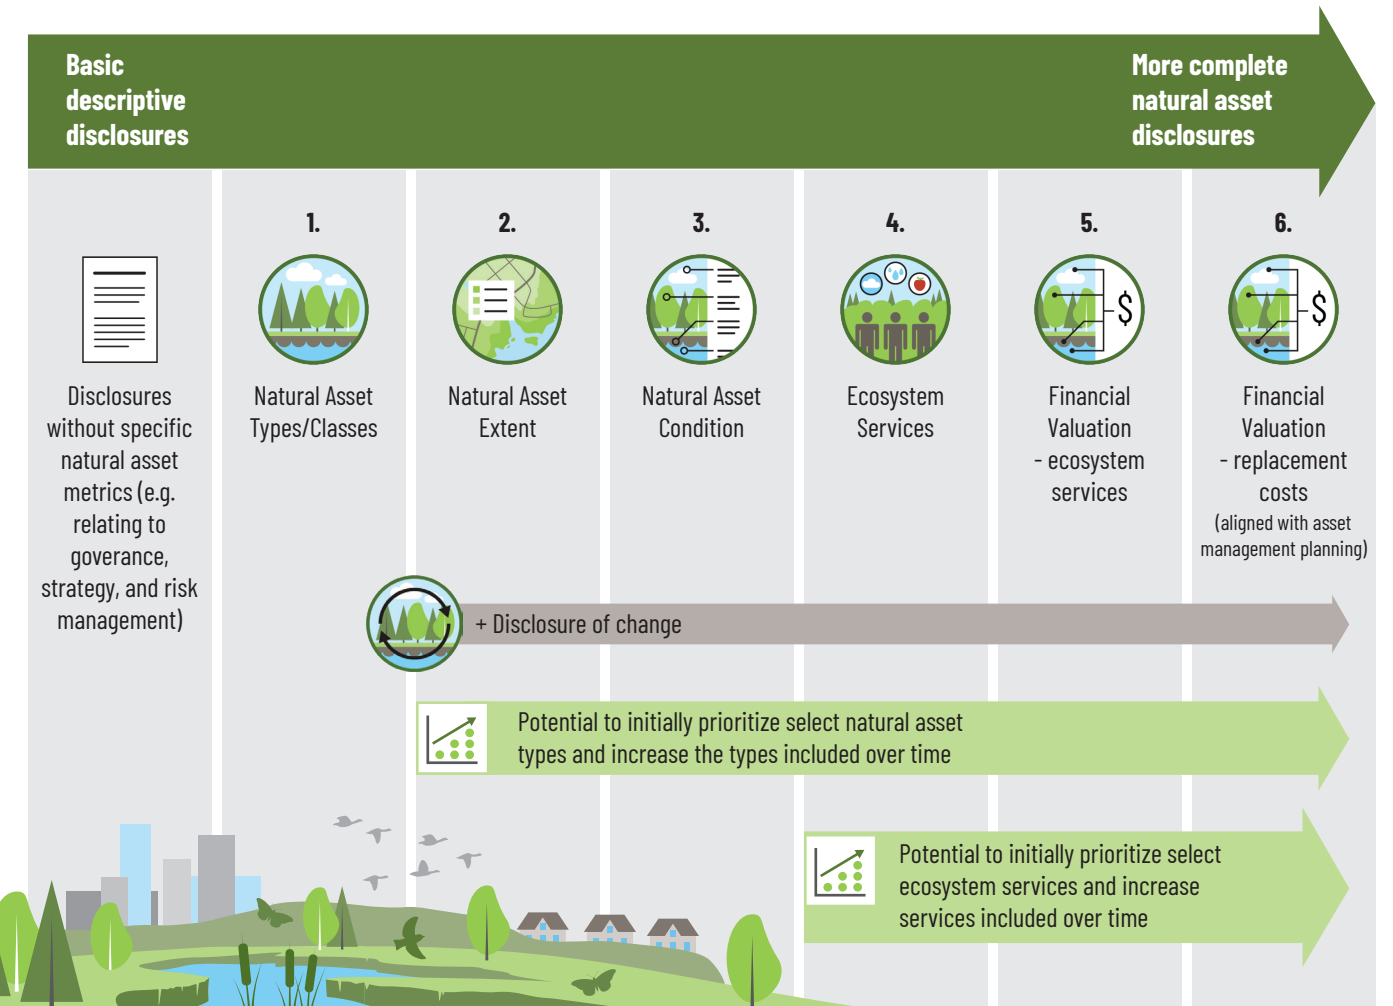 Basic
descriptive
disclosures
More complete
natural asset
disclosures
Disclosures
without specific
natural asset
metrics (e.g.
relating to
goverance,
strategy, and risk
management)
1.
Natural Asset
Types/Classes
2.
Natural Asset
Extent
3.
Natural Asset
Condition
4.
Ecosystem
Services
5.
$
Financial
Valuation
- ecosystem
services
6.
$
Financial
Valuation
- replacement
costs
(aligned with asset
management planning)
+ Disclosure of change
Potential to initially prioritize select natural asset
types and increase the types included over time
Potential to initially prioritize select
ecosystem services and increase
services included over time